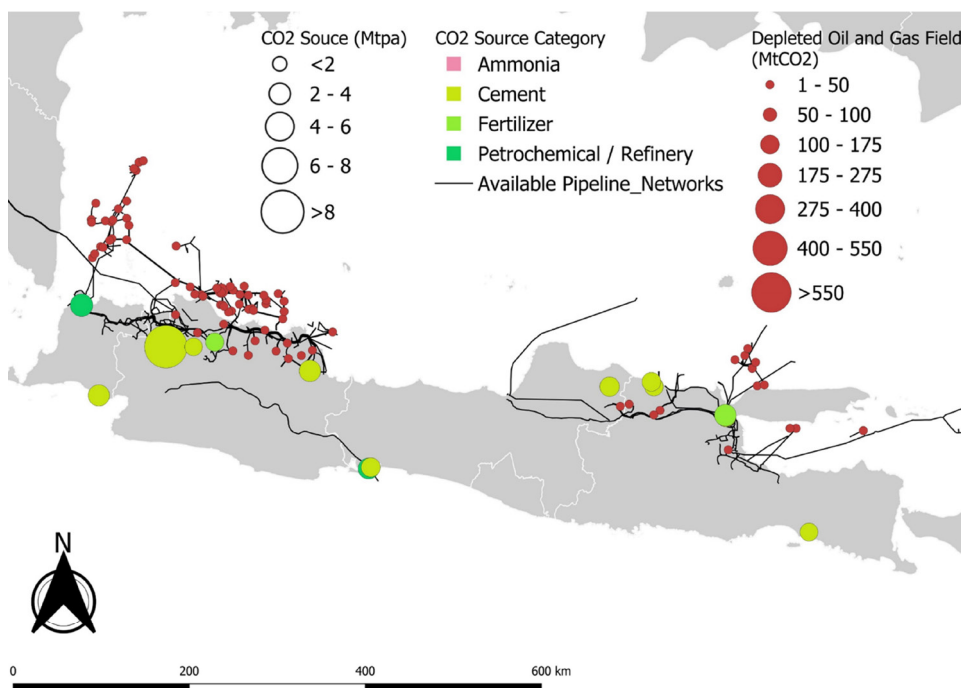 CO2 Souce (Mtpa)
<2
2 - 4
4 - 6
6 - 8
>8
CO2 Source Category
Ammonia
Cement
Fertilizer
Petrochemical / Refinery
Available Pipeline_Networks
Depleted Oil and Gas Field
(MtCO2)
1 - 50
50 - 100
100 - 175
175 - 275
275 - 400
400 - 550
>550
N
0 200 400 600 km